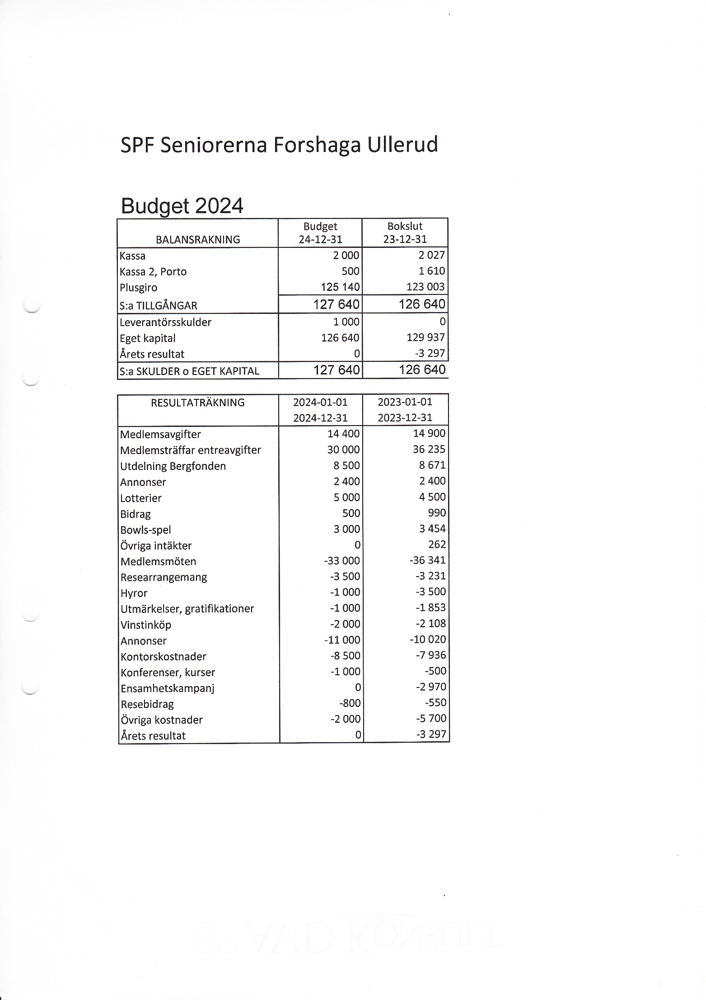 SPF Seniorerna Forshaga Ullerud
Budget 2024
BALANSRAKNING Budget 24-12-31 Bokslut 23-12-31
Kassa 2 000 2 027
Kassa 2, Porto 500 1 610
Plusgiro 125 140 123 003
S:a TILLGÅNGAR 127 640 126 640
Leverantörsskulder 1 000 0
Eget kapital 126 640 129 937
Årets resultat 0 -3 297
S:a SKULDER o EGET KAPITAL 127 640 126 640
RESULTATRÄKNING 2024-01-01 2023-01-01
2024-12-31 2023-12-31
Medlemsavgifter 14 400 14 900
Medlemsträffar entreavgifter 30 000 36 235
Utdelning Bergfonden 8 500 8 671
Annonser 2 400 2 400
Lotterier 5 000 4 500
Bidrag 500 990
Bowls-spel 3 000 3 454
Övriga intäkter 0 262
Medlemsmöten -33 000 -36 341
Researrangemang -3 500 -3 231
Hyror -1 000 -3 500
Utmärkelser, gratifikationer -1 000 -1 853
Vinstinköp -2 000 -2 108
Annonser -11 000 -10 020
Kontorskostnader -8 500 -7 936
Konferenser, kurser -1 000 -500
Ensamhetskampanj 0 -2 970
Resebidrag -800 -550
Övriga kostnader -2 000 -5 700
Årets resultat 0 -3 297
AVD KONSULT